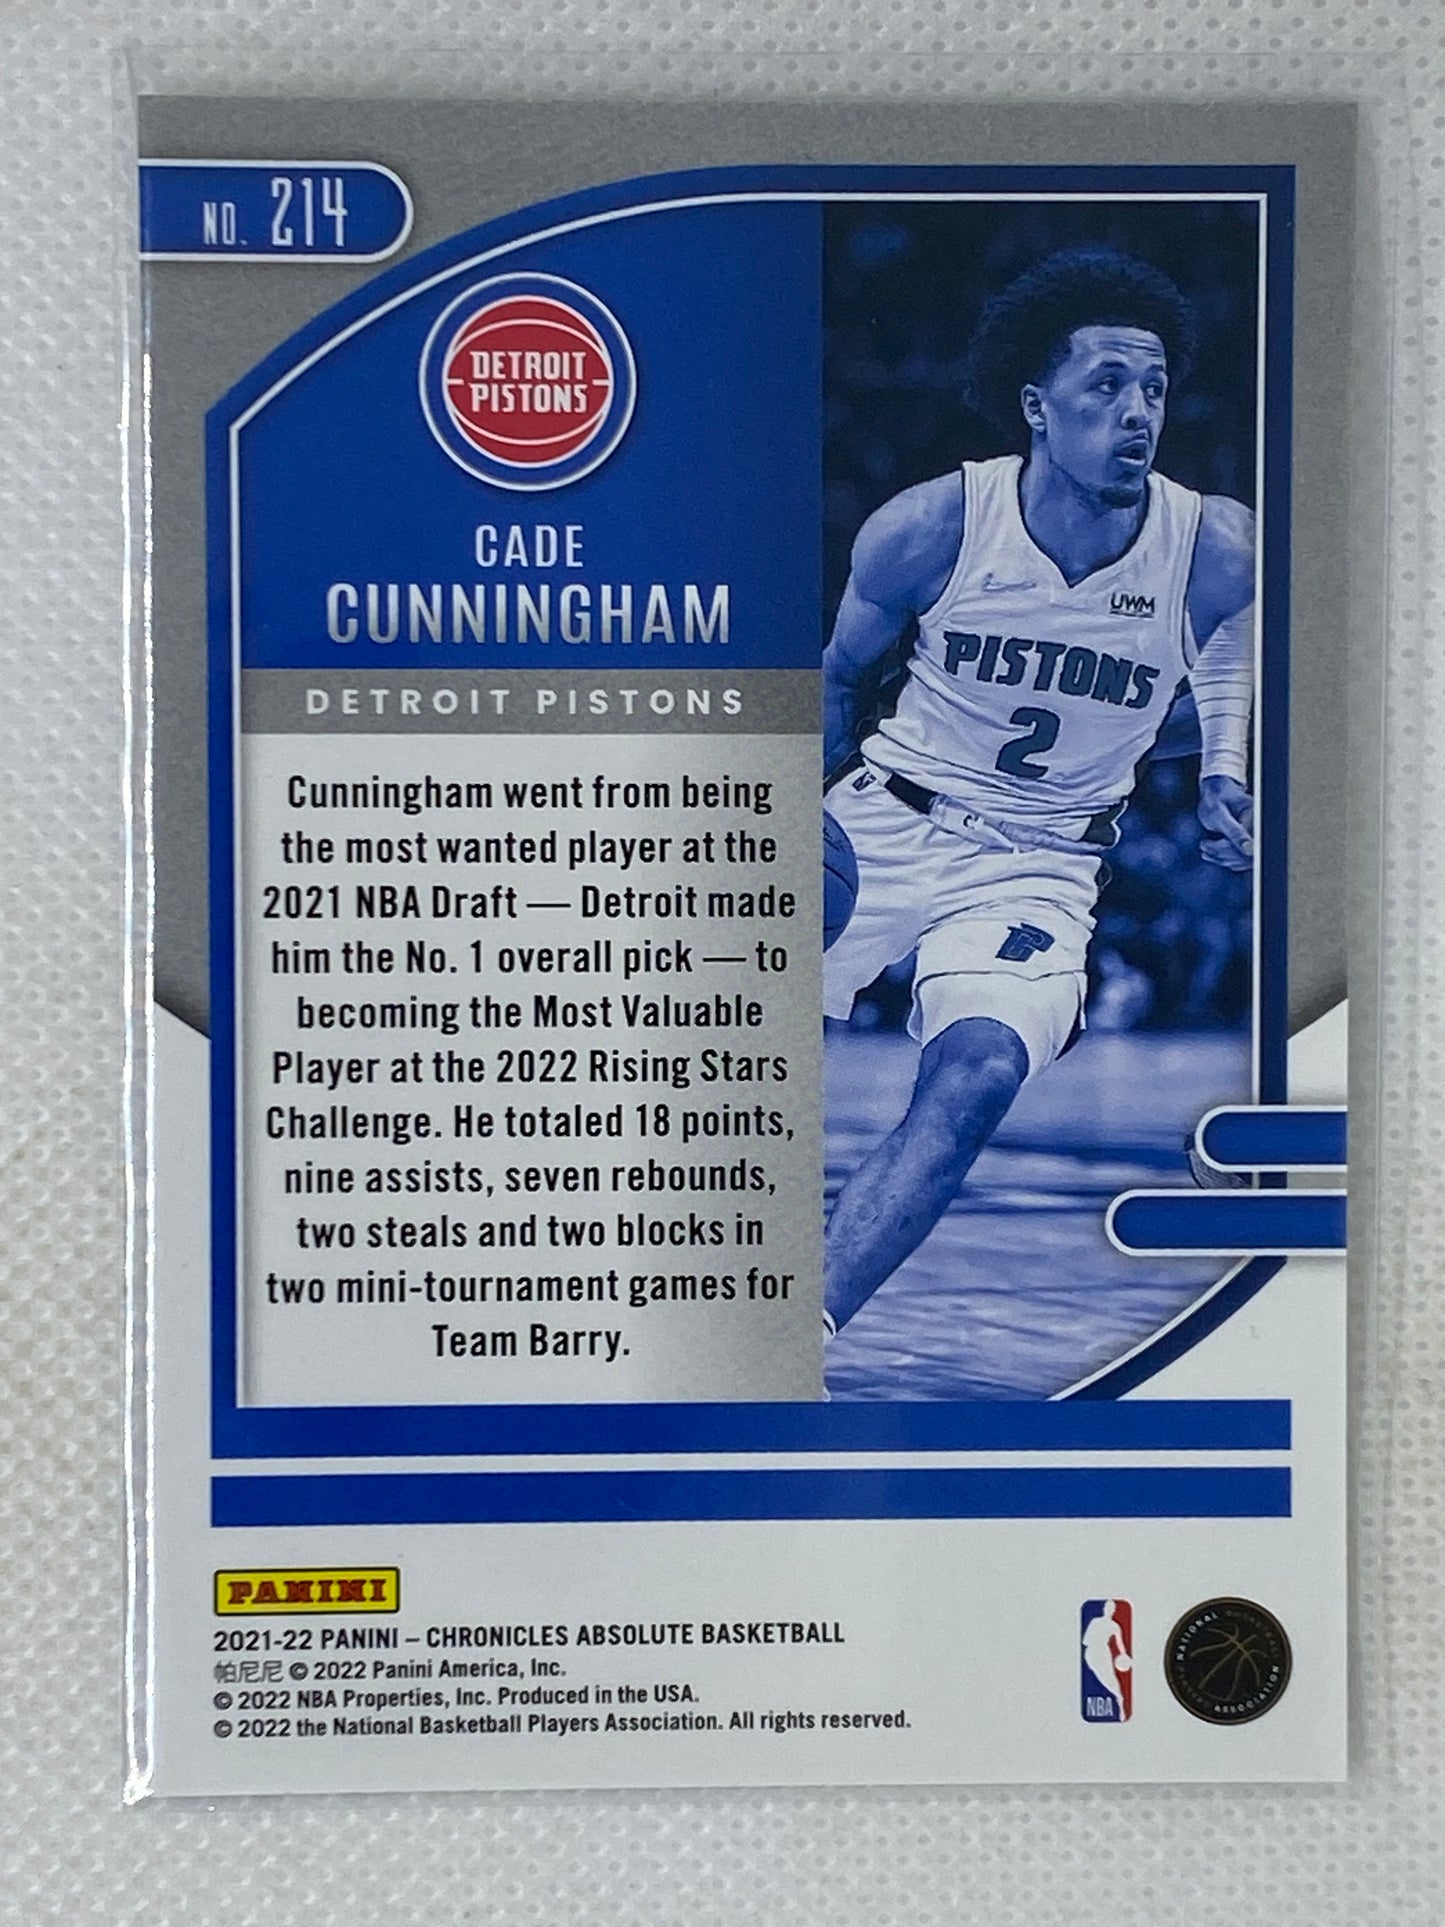 NO. 214
DETROIT
PISTONS
CADE
CUNNINGHAM
DETROIT PISTONS
UWM
PISTONS
2
Cunningham went from being
the most wanted player at the
2021 NBA Draft — Detroit made
him the No. 1 overall pick — to
becoming the Most Valuable
Player at the 2022 Rising Stars
Challenge. He totaled 18 points,
nine assists, seven rebounds,
two steals and two blocks in
two mini-tournament games for
Team Barry.
PANINI
2021-22 PANINI – CHRONICLES ABSOLUTE BASKETBALL
帕尼尼 © 2022 Panini America, Inc.
© 2022 NBA Properties, Inc. Produced in the USA.
© 2022 the National Basketball Players Association. All rights reserved.
NBA
NATIONAL BASKETBALL PLAYERS ASSOCIATION